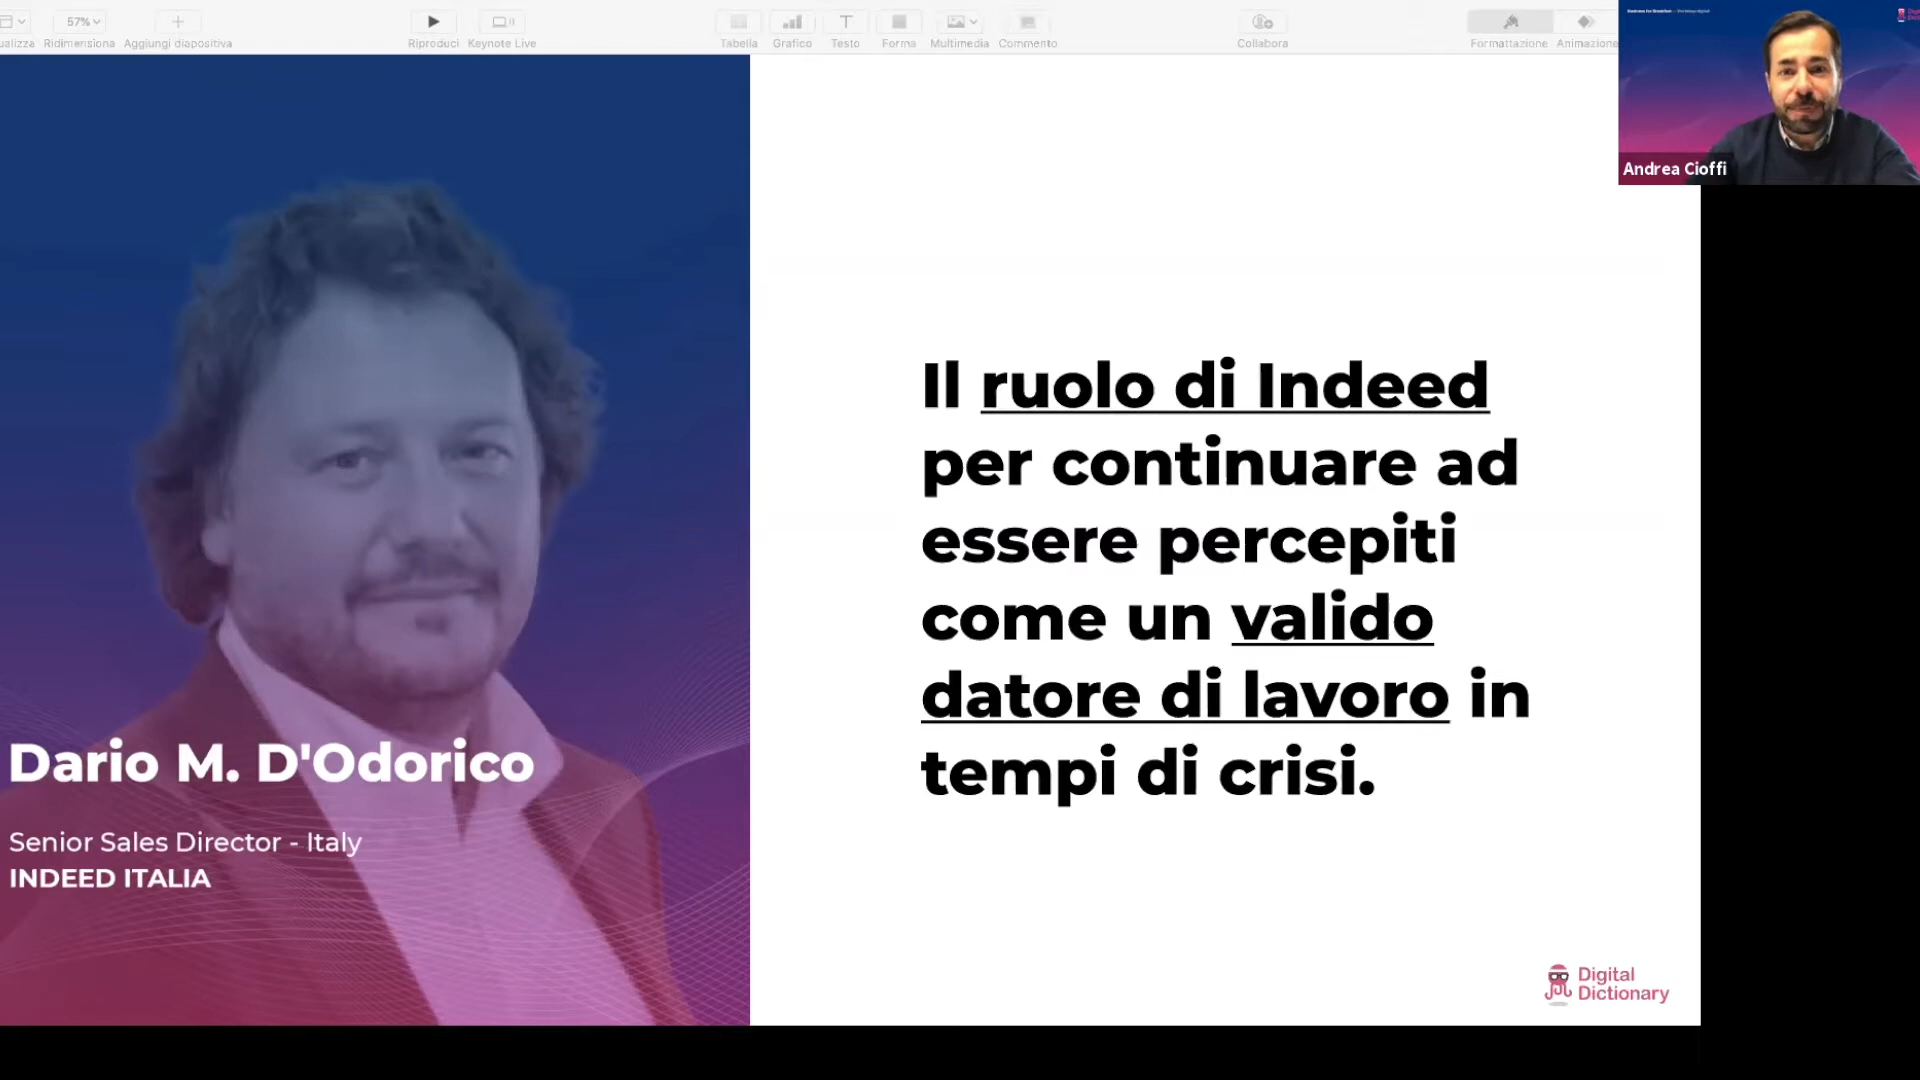 57%
Ridimensiona
Aggiungi diapositiva
Riproduci
Keynote Live
Tabella
Grafico
Testo
Forma
Multimedia
Commento
Collabora
Formattazione
Animazione
Andrea Cioffi
Il ruolo di Indeed
per continuare ad
essere percepiti
come un valido
datore di lavoro in
tempi di crisi.
Dario M. D'Odorico
Senior Sales Director - Italy
INDEED ITALIA
Digital
Dictionary